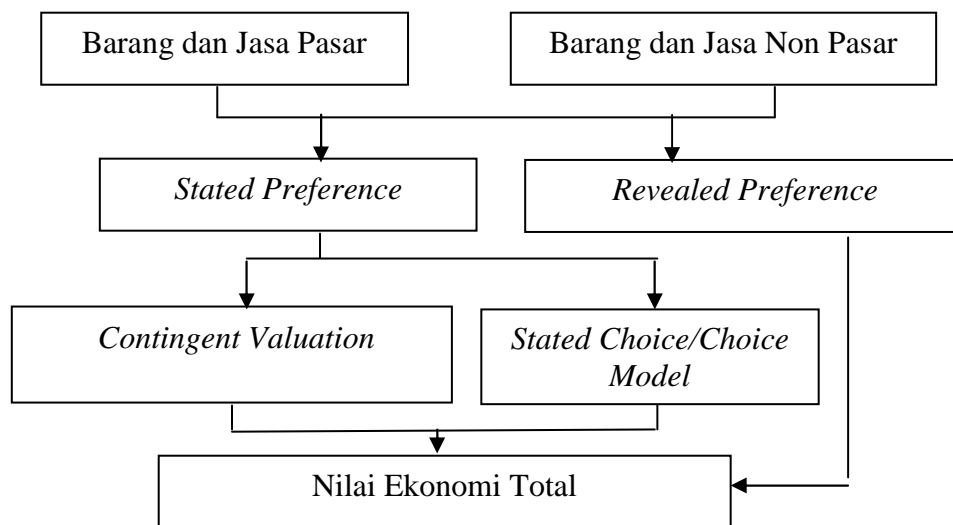 Barang dan Jasa Pasar
Barang dan Jasa Non Pasar
Stated Preference
Revealed Preference
Contingent Valuation
Stated Choice/Choice
Model
Nilai Ekonomi Total